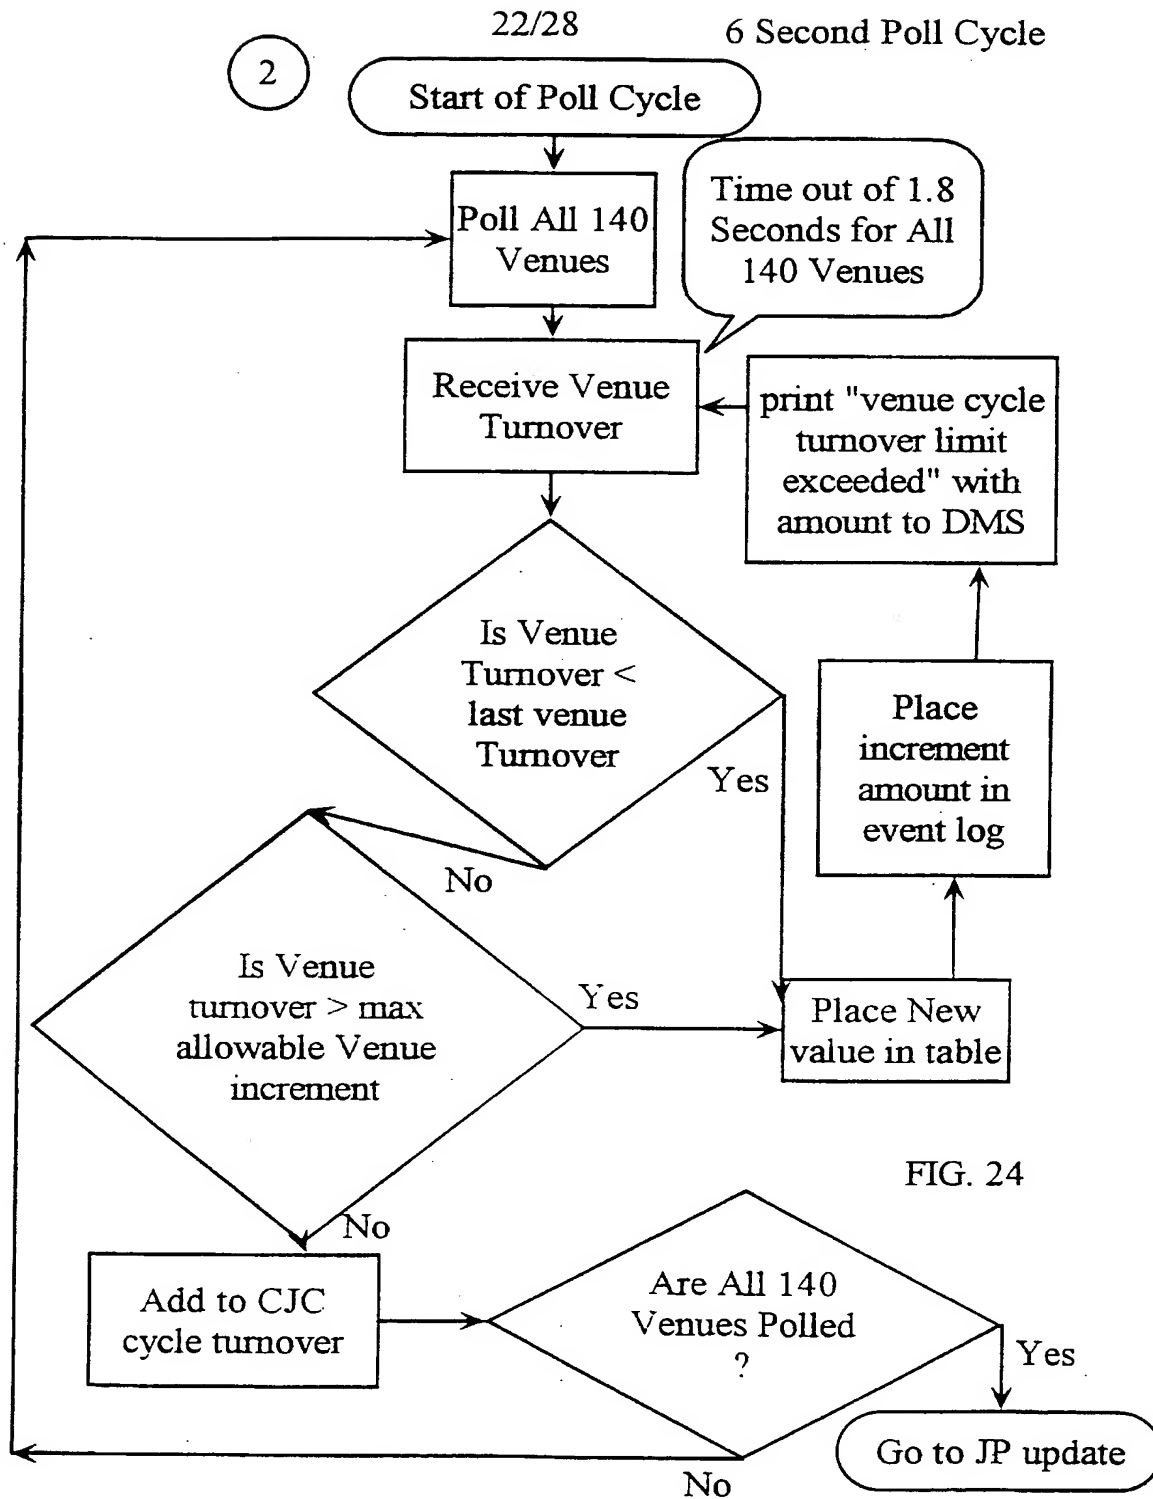 22/28
6 Second Poll Cycle
2
Start of Poll Cycle
Time out of 1.8
Seconds for All
140 Venues
Poll All 140
Venues
Receive Venue
Turnover
print "venue cycle
turnover limit
exceeded" with
amount to DMS
Is Venue
Turnover <
last venue
Turnover
Yes
No
Place
increment
amount in
event log
Is Venue
turnover > max
allowable Venue
increment
Yes
No
Place New
value in table
FIG. 24
Add to CJC
cycle turnover
Are All 140
Venues Polled
?
Yes
No
Go to JP update